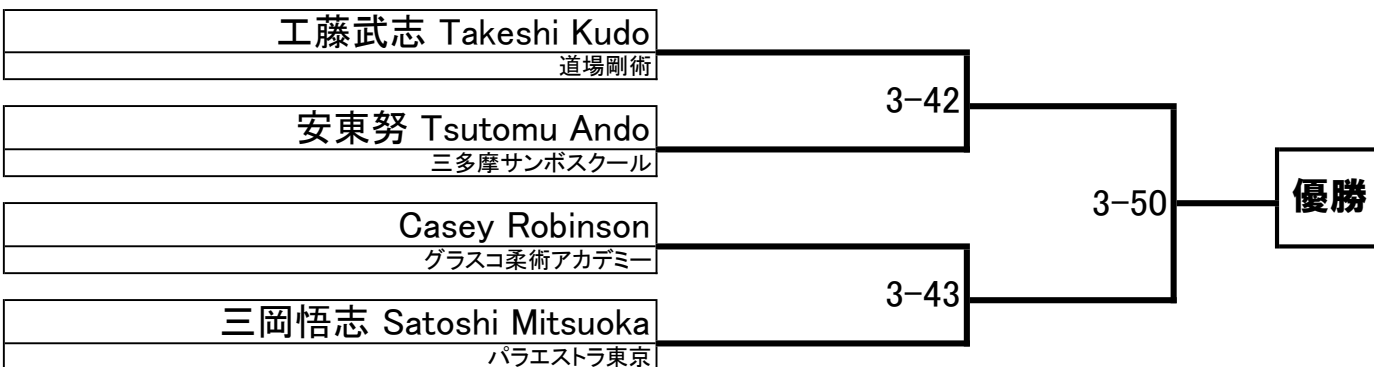 工藤武志 Takeshi Kudo
道場剛術
3-42
安東努 Tsutomu Ando
三多摩サンボスクール
3-50
優勝
Casey Robinson
グラスコ柔術アカデミー
3-43
三岡悟志 Satoshi Mitsuoka
パラエストラ東京